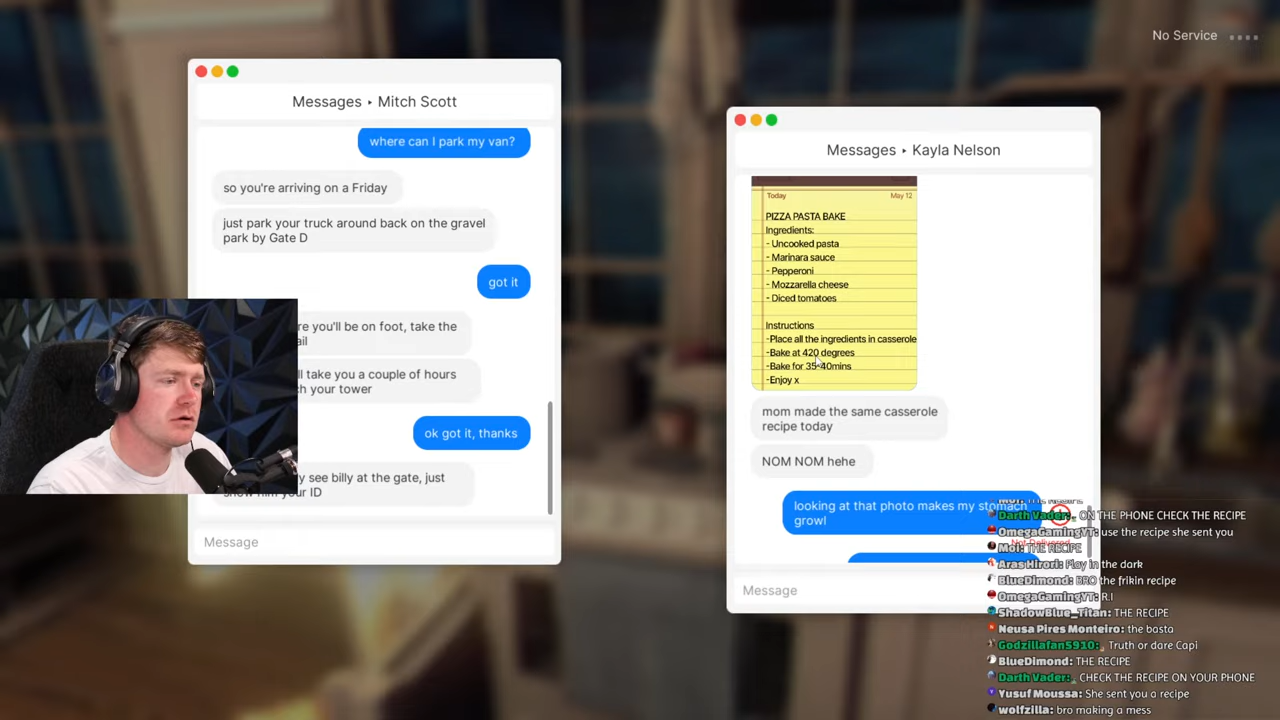 No Service
Messages ▸ Mitch Scott
where can I park my van?
so you're arriving on a Friday
just park your truck around back on the gravel
park by Gate D
got it
re you'll be on foot, take the
ail
ll take you a couple of hours
ch your tower
ok got it, thanks
y see billy at the gate, just
show him your ID
Message
Messages ▸ Kayla Nelson
Today May 12
PIZZA PASTA BAKE
Ingredients:
- Uncooked pasta
- Marinara sauce
- Pepperoni
- Mozzarella cheese
- Diced tomatoes
Instructions
-Place all the ingredients in casserole
-Bake at 420 degrees
-Bake for 35-40mins
-Enjoy x
mom made the same casserole
recipe today
NOM NOM hehe
looking at that photo makes my stomach
growl
Not Delivered
Message
Moi: THE RECIPE
Darth Vader: ON THE PHONE CHECK THE RECIPE
OmegaGamingYT: use the recipe she sent you
Moi: THE RECIPE
ArasHirori: Play in the dark
BlueDimond: BRO the frikin recipe
OmegaGamingYT: R.I
ShadowBlue_Titan: THE RECIPE
Neusa Pires Monteiro: the basta
Godzillafan5910: Truth or dare Capi
BlueDimond: THE RECIPE
Darth Vader: CHECK THE RECIPE ON YOUR PHONE
Yusuf Moussa: She sent you a recipe
wolfzilla: bro making a mess